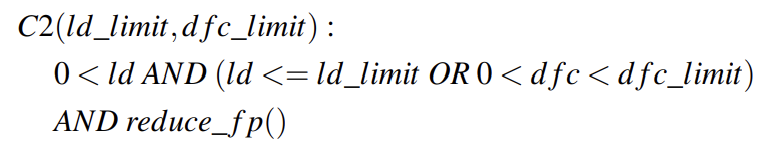 C2(ld_limit,dfc_limit) :
0 < ld AND (ld <= ld_limit OR 0 < dfc < dfc_limit)
AND reduce_fp()